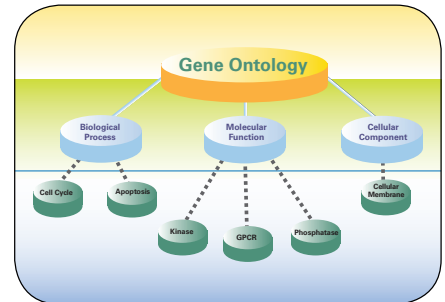 Gene Ontology
Biological
Process
Molecular
Function
Cellular
Component
Cell Cycle
Apoptosis
Cellular
Membrane
Kinase
GPCR
Phosphatase